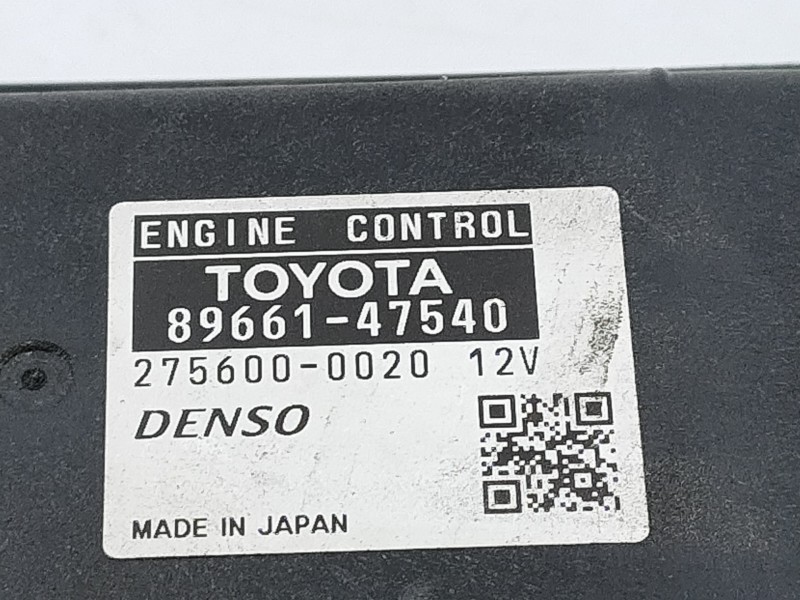 ENGINE CONTROL
TOYOTA
89661-47540
275600-0020 12V
DENSO
MADE IN JAPAN